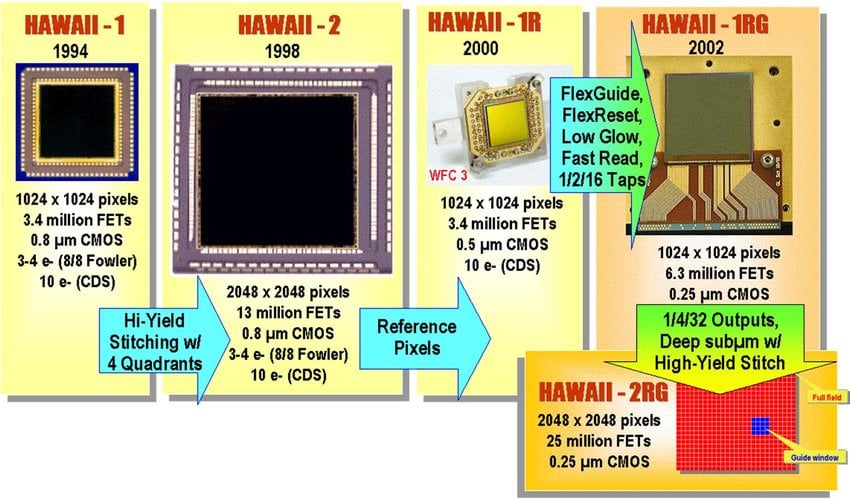 HAWAII - 1
1994
1024 x 1024 pixels
3.4 million FETs
0.8 µm CMOS
3-4 e- (8/8 Fowler)
10 e- (CDS)
Hi-Yield
Stitching w/
4 Quadrants
HAWAII - 2
1998
2048 x 2048 pixels
13 million FETs
0.8 µm CMOS
3-4 e- (8/8 Fowler)
10 e- (CDS)
Reference
Pixels
HAWAII - 1R
2000
WFC 3
1024 x 1024 pixels
3.4 million FETs
0.5 µm CMOS
10 e- (CDS)
FlexGuide,
FlexReset,
Low Glow,
Fast Read,
1/2/16 Taps
HAWAII - 1RG
2002
1024 x 1024 pixels
6.3 million FETs
0.25 µm CMOS
1/4/32 Outputs,
Deep subµm w/
High-Yield Stitch
HAWAII - 2RG
2048 x 2048 pixels
25 million FETs
0.25 µm CMOS
Full field
Guide window